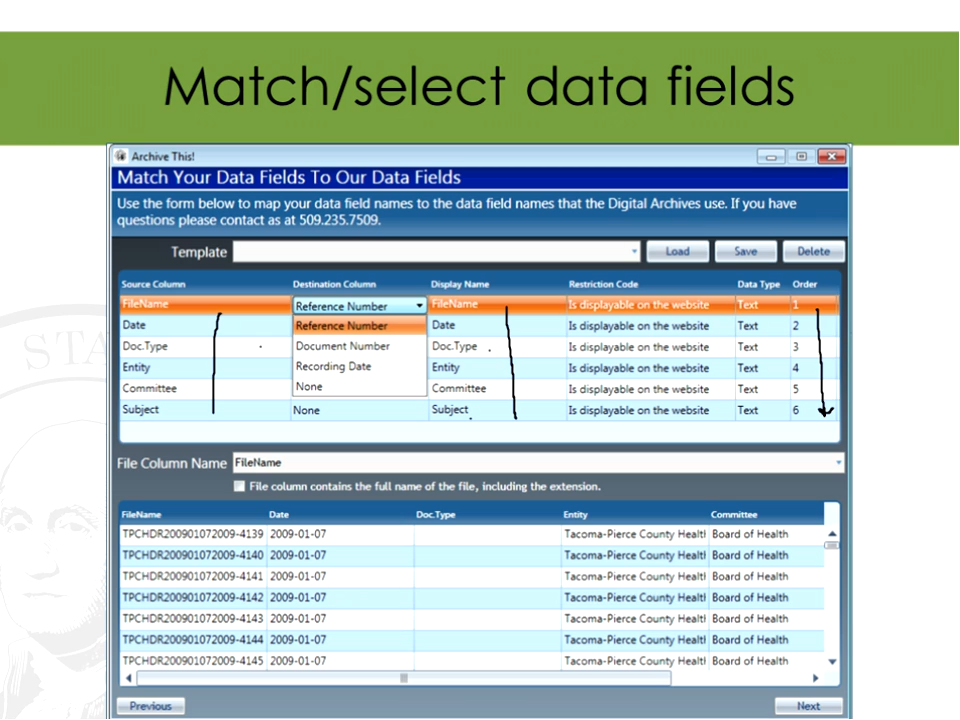 Match/select data fields
Archive This!
Match Your Data Fields To Our Data Fields
Use the form below to map your data field names to the data field names that the Digital Archives use. If you have
questions please contact as at 509.235.7509.
Template Load Save Delete
Source Column Destination Column Display Name Restriction Code Data Type Order
FileName Reference Number FileName Is displayable on the website Text 1
Date Reference Number Date Is displayable on the website Text 2
Doc.Type Document Number Doc.Type Is displayable on the website Text 3
Entity Recording Date Entity Is displayable on the website Text 4
Committee None Committee Is displayable on the website Text 5
Subject None Subject Is displayable on the website Text 6
File Column Name FileName
File column contains the full name of the file, including the extension.
FileName Date Doc.Type Entity Committee
TPCHDR200901072009-4139 2009-01-07 Tacoma-Pierce County Healtl Board of Health
TPCHDR200901072009-4140 2009-01-07 Tacoma-Pierce County Healtl Board of Health
TPCHDR200901072009-4141 2009-01-07 Tacoma-Pierce County Healtl Board of Health
TPCHDR200901072009-4142 2009-01-07 Tacoma-Pierce County Healtl Board of Health
TPCHDR200901072009-4143 2009-01-07 Tacoma-Pierce County Healtl Board of Health
TPCHDR200901072009-4144 2009-01-07 Tacoma-Pierce County Healtl Board of Health
TPCHDR200901072009-4145 2009-01-07 Tacoma-Pierce County Healtl Board of Health
Previous Next
STA